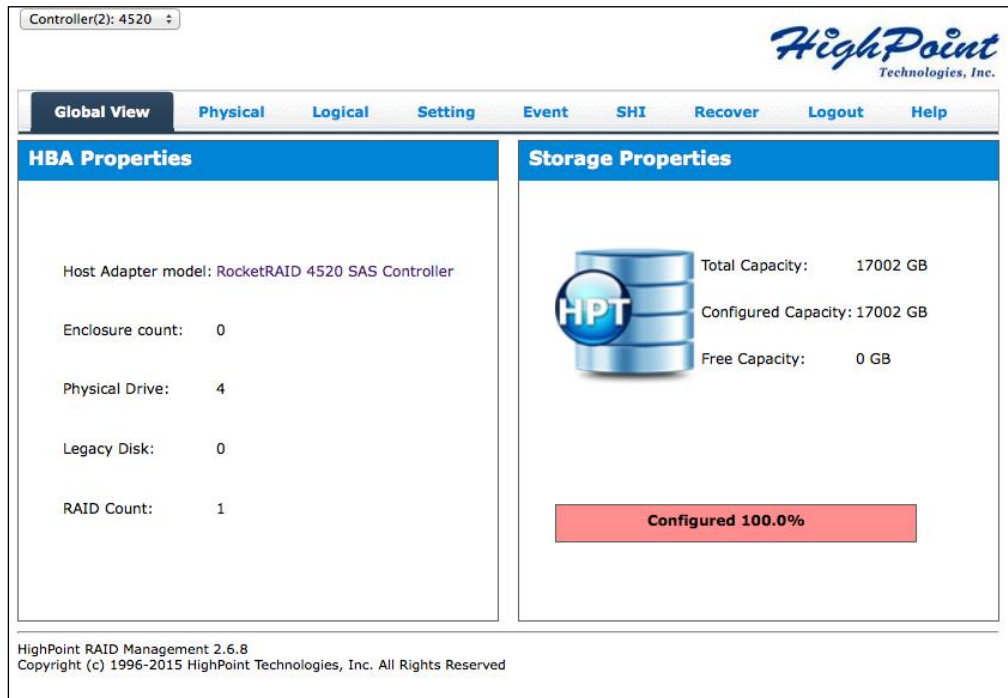 Controller(2): 4520
HighPoint
Technologies, Inc.
Global View Physical Logical Setting Event SHI Recover Logout Help
HBA Properties
Host Adapter model: RocketRAID 4520 SAS Controller
Enclosure count: 0
Physical Drive: 4
Legacy Disk: 0
RAID Count: 1
Storage Properties
HPT
Total Capacity: 17002 GB
Configured Capacity: 17002 GB
Free Capacity: 0 GB
Configured 100.0%
HighPoint RAID Management 2.6.8
Copyright (c) 1996-2015 HighPoint Technologies, Inc. All Rights Reserved